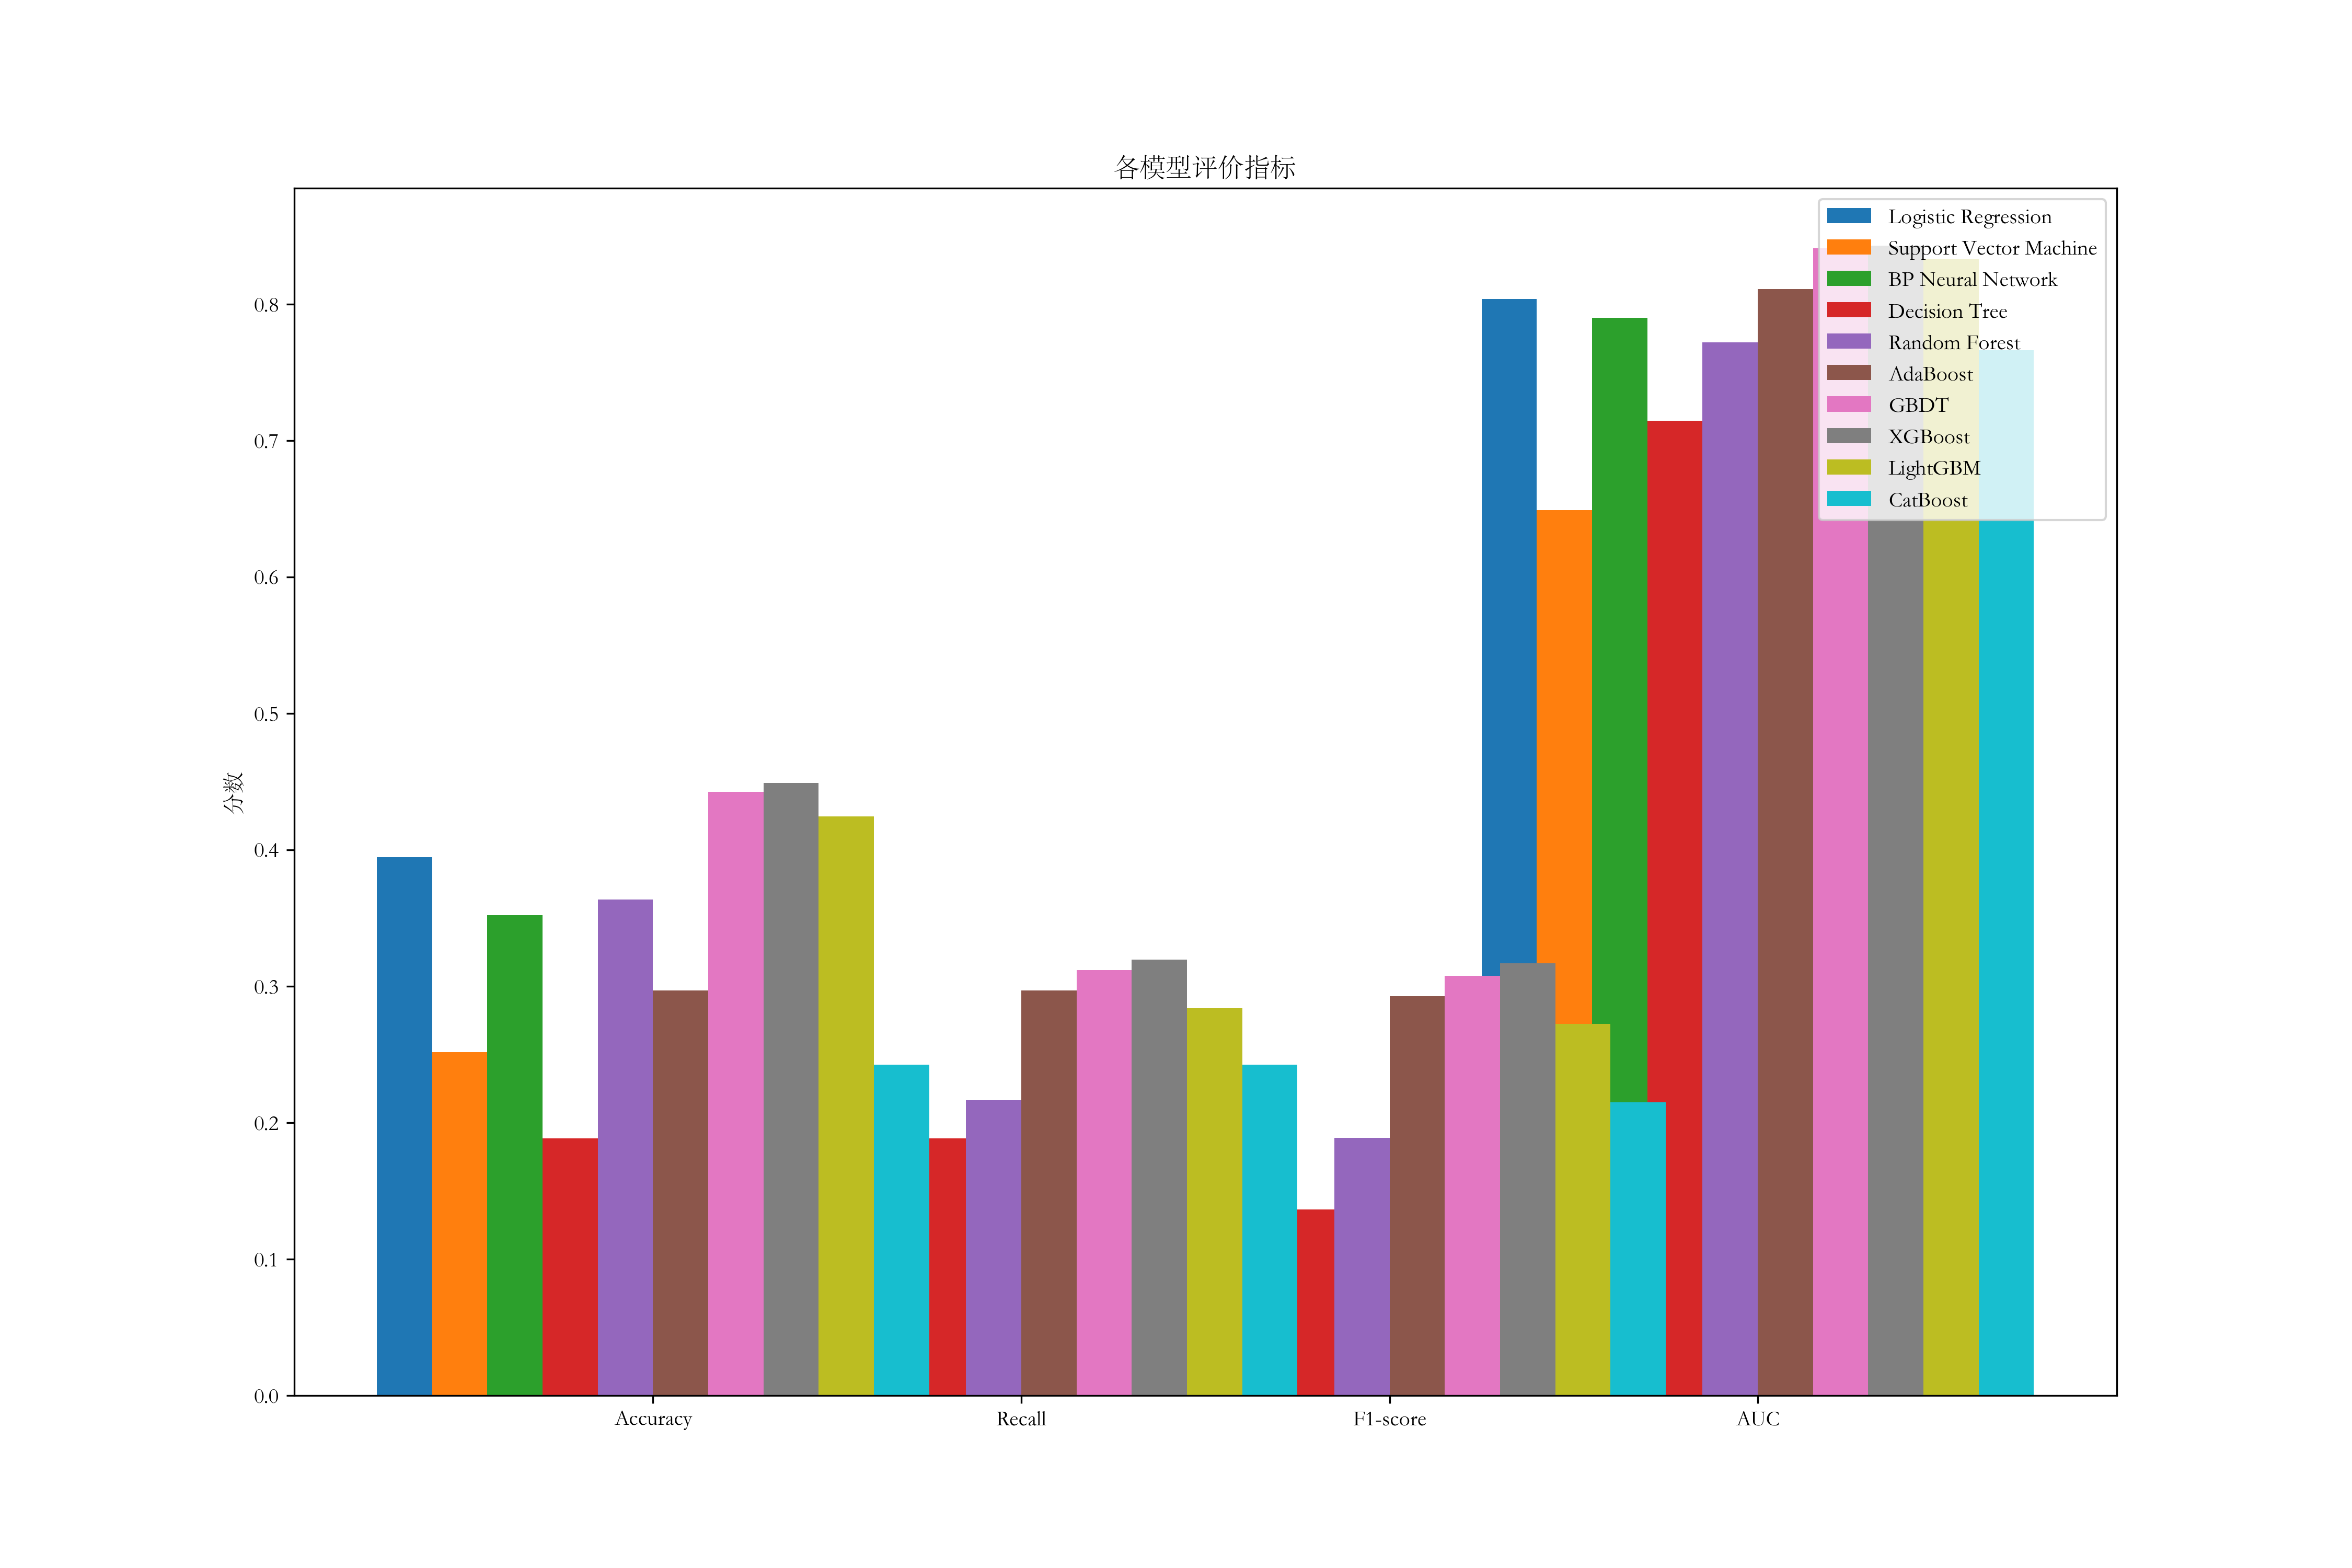 各模型评价指标
分数
0.8
0.7
0.6
0.5
0.4
0.3
0.2
0.1
0.0
Logistic Regression
Support Vector Machine
BP Neural Network
Decision Tree
Random Forest
AdaBoost
GBDT
XGBoost
LightGBM
CatBoost
Accuracy
Recall
F1-score
AUC